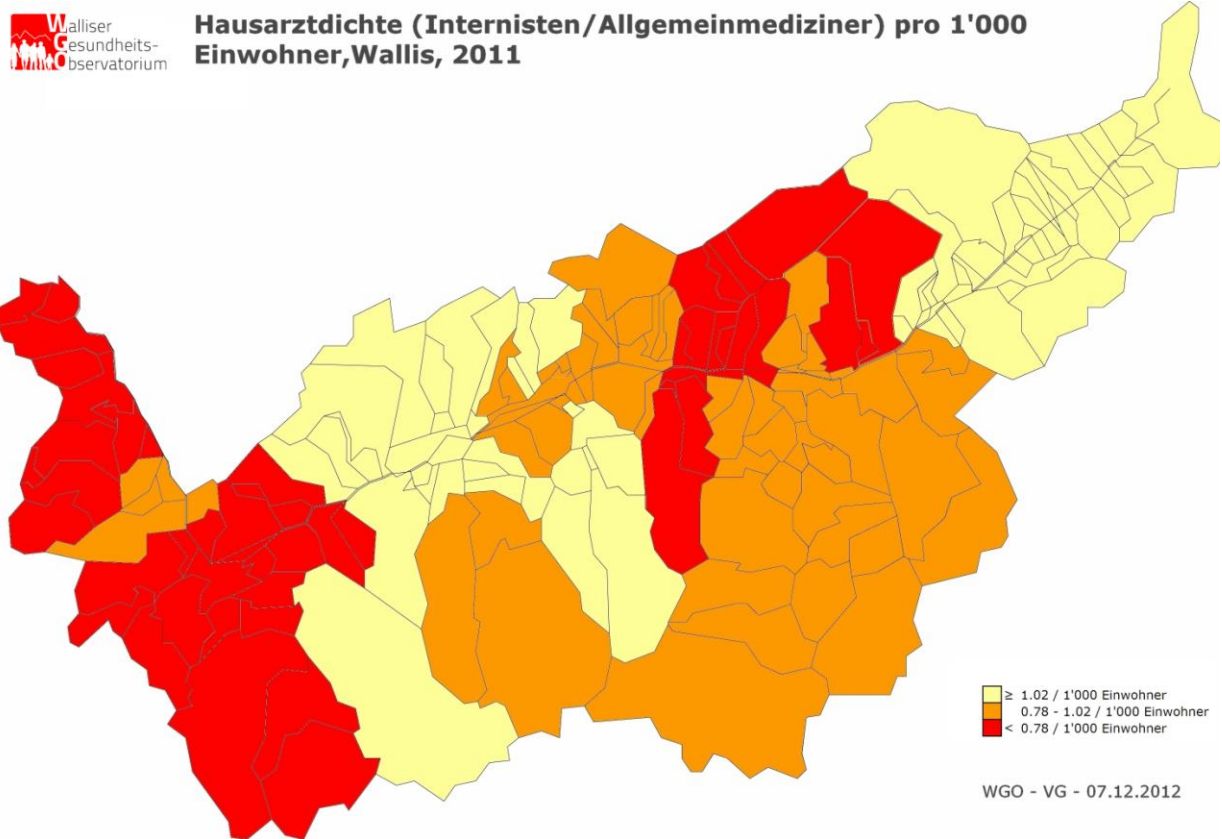 Walliser
Gesundheits-
Observatorium
Hausarztdichte (Internisten/Allgemeinmediziner) pro 1'000
Einwohner,Wallis, 2011
≥ 1.02 / 1'000 Einwohner
0.78 - 1.02 / 1'000 Einwohner
< 0.78 / 1'000 Einwohner
WGO - VG - 07.12.2012